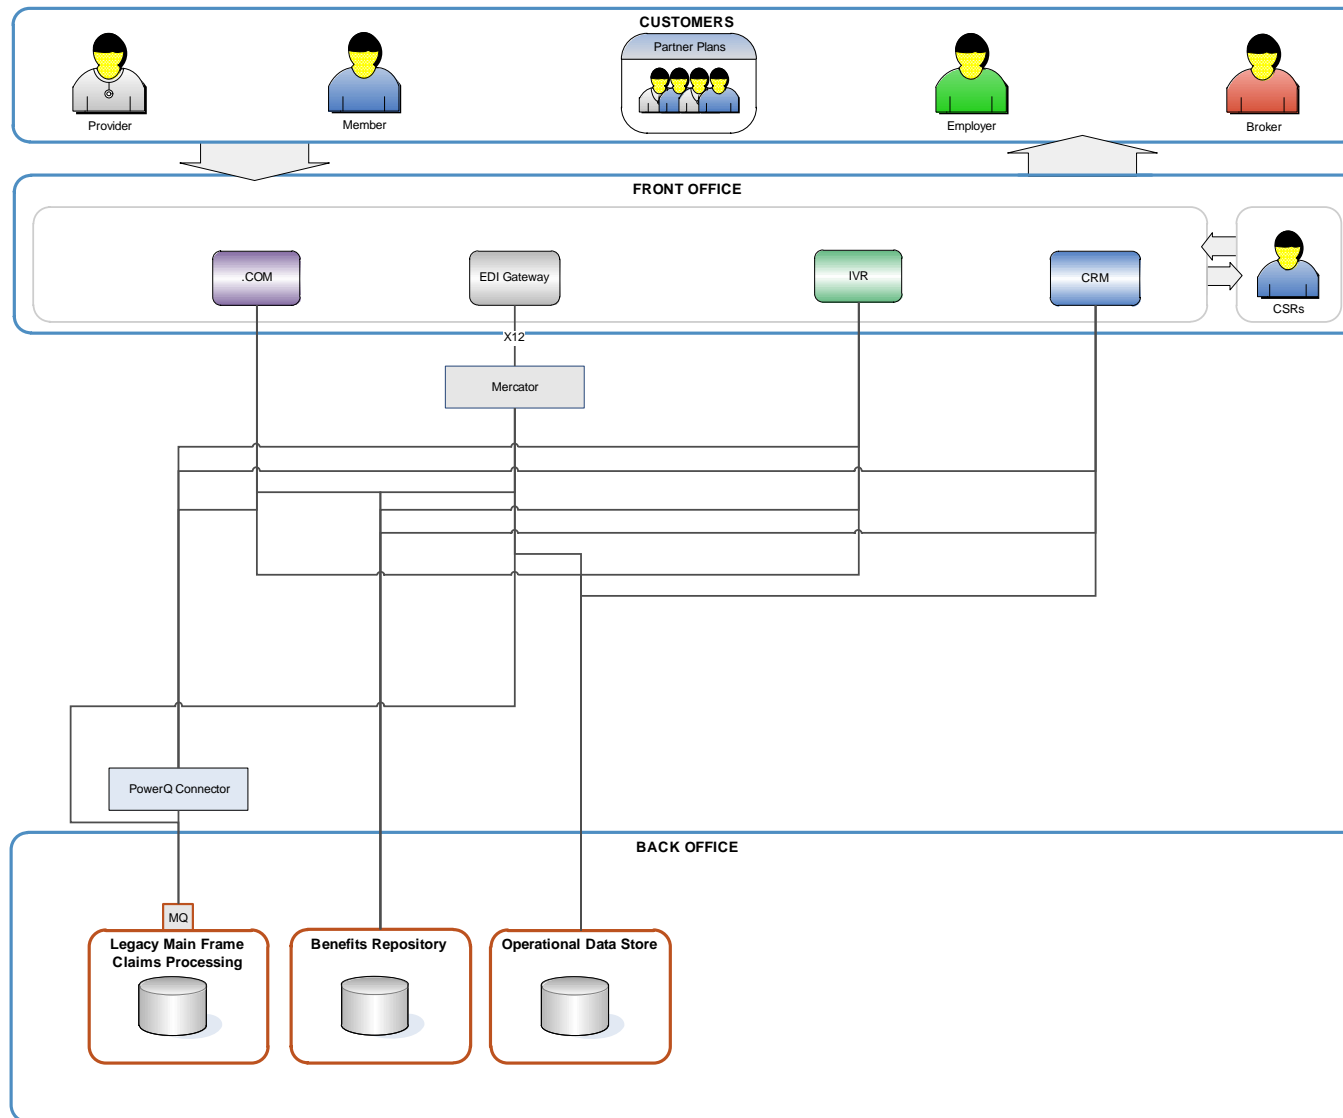 CUSTOMERS
Partner Plans
Provider
Member
Employer
Broker
FRONT OFFICE
.COM
EDI Gateway
IVR
CRM
CSRs
X12
Mercator
PowerQ Connector
BACK OFFICE
MQ
Legacy Main Frame
Claims Processing
Benefits Repository
Operational Data Store